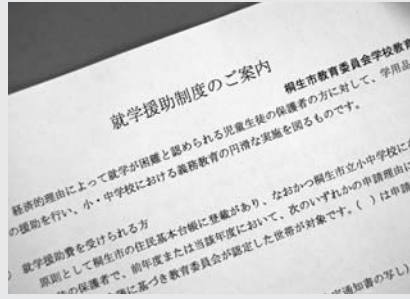 就学援助制度のご案内
桐生市教育委員会学校教育
経済的理由によって就学が困難と認められる児童生徒の保護者の方に対して、学用品
の援助を行い、小・中学校における義務教育の円滑な実施を図るものです。
就学援助費を受けられる方
原則として桐生市の住民基本台帳に登載があり、なおかつ桐生市立小中学校に
の保護者で、前年度または当該年度において、次のいずれかの申請理由に
に基づき教育委員会が認定した世帯が対象です。( )は申請
通知書の写し)